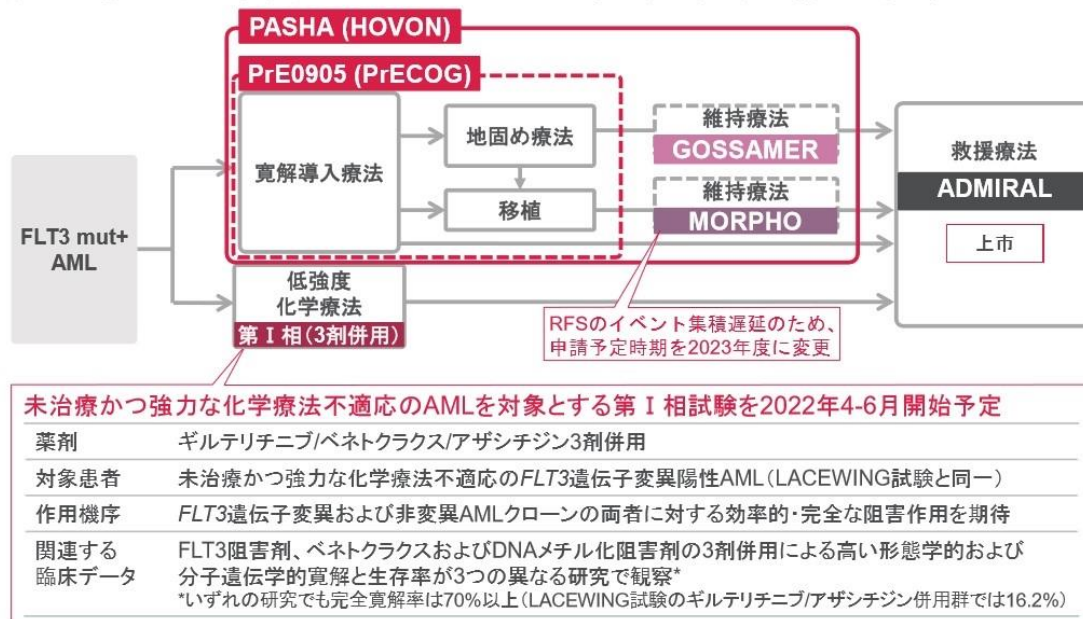 PASHA (HOVON)
PrE0905 (PrECOG)
FLT3 mut+
AML
寛解導入療法
地固め療法
移植
維持療法
GOSSAMER
維持療法
MORPHO
救援療法
ADMIRAL
上市
低強度
化学療法
第Ⅰ相(3剤併用)
RFSのイベント集積遅延のため、
申請予定時期を2023年度に変更
未治療かつ強力な化学療法不適応のAMLを対象とする第Ⅰ相試験を2022年4-6月開始予定
薬剤 ギルテリチニブ/ベネトクラクス/アザシチジン3剤併用
対象患者 未治療かつ強力な化学療法不適応のFLT3遺伝子変異陽性AML(LACEWING試験と同一)
作用機序 FLT3遺伝子変異および非変異AMLクローンの両者に対する効率的・完全な阻害作用を期待
関連する FLT3阻害剤、ベネトクラクスおよびDNAメチル化阻害剤の3剤併用による高い形態学的および
臨床データ 分子遺伝学的寛解と生存率が3つの異なる研究で観察*
*いずれの研究でも完全寛解率は70%以上(LACEWING試験のギルテリチニブ/アザシチジン併用群では16.2%)